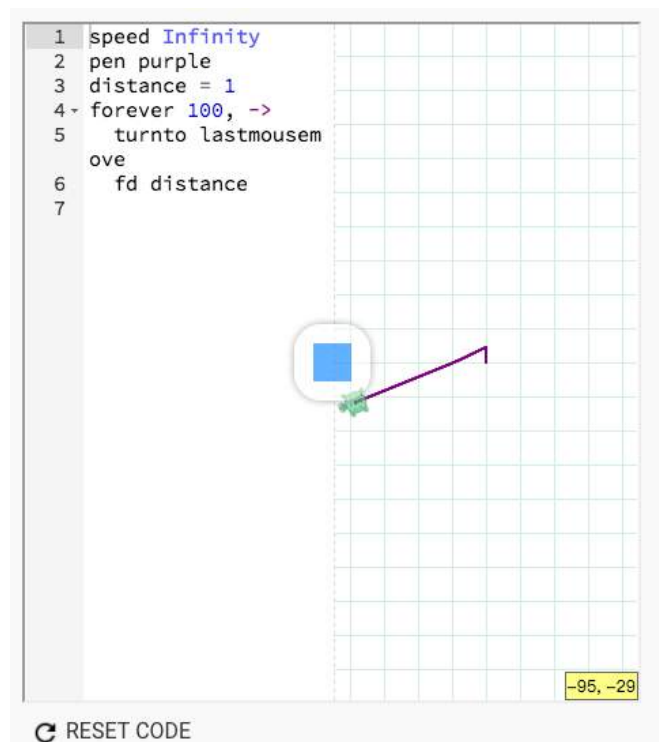 1 speed Infinity
2 pen purple
3 distance = 1
4 forever 100, ->
5 turnto lastmousem
ove
6 fd distance
7
-95, -29
RESET CODE